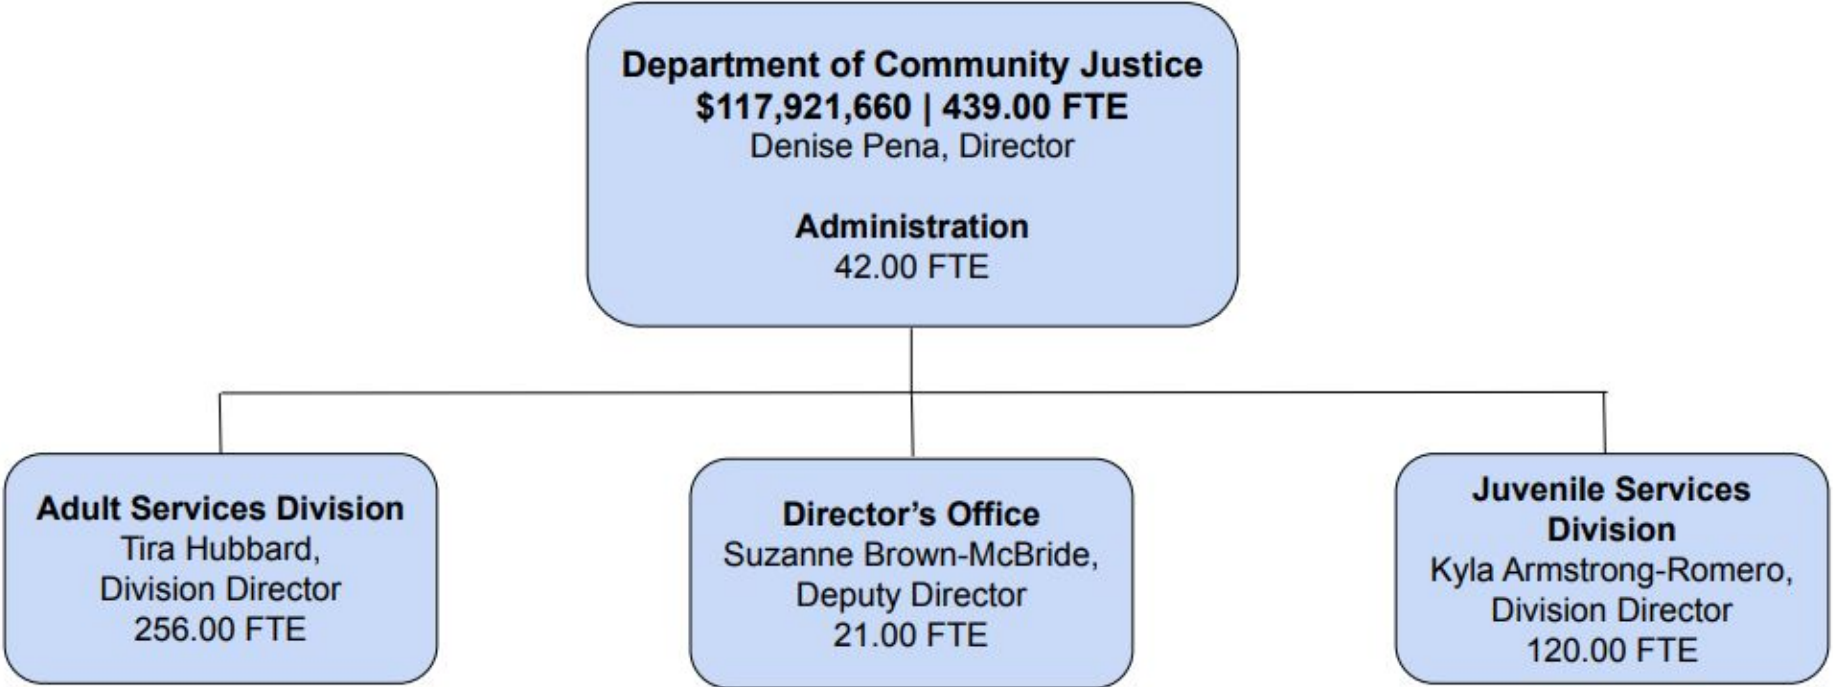 Department of Community Justice
$117,921,660 | 439.00 FTE
Denise Pena, Director
Administration
42.00 FTE
Adult Services Division
Tira Hubbard,
Division Director
256.00 FTE
Director’s Office
Suzanne Brown-McBride,
Deputy Director
21.00 FTE
Juvenile Services
Division
Kyla Armstrong-Romero,
Division Director
120.00 FTE